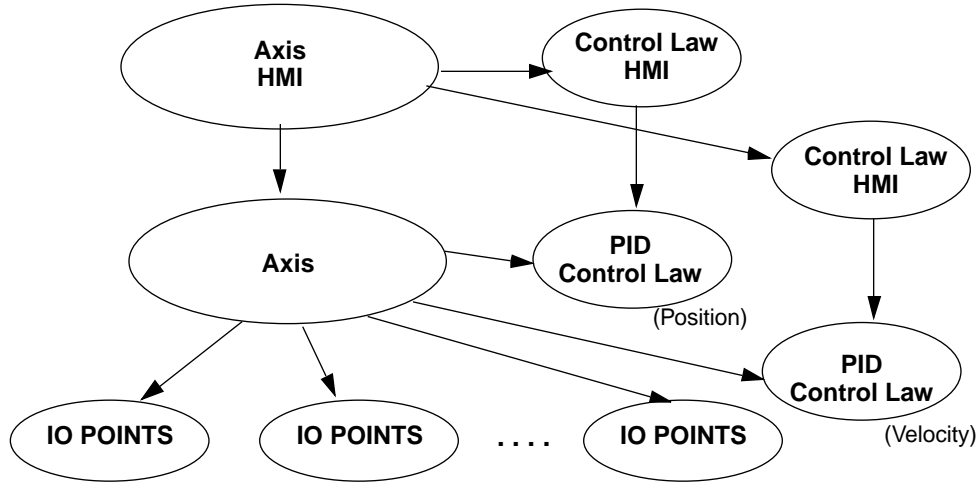 Axis
HMI
Control Law
HMI
Control Law
HMI
Axis
PID
Control Law
(Position)
PID
Control Law
(Velocity)
IO POINTS
IO POINTS
. . . .
IO POINTS